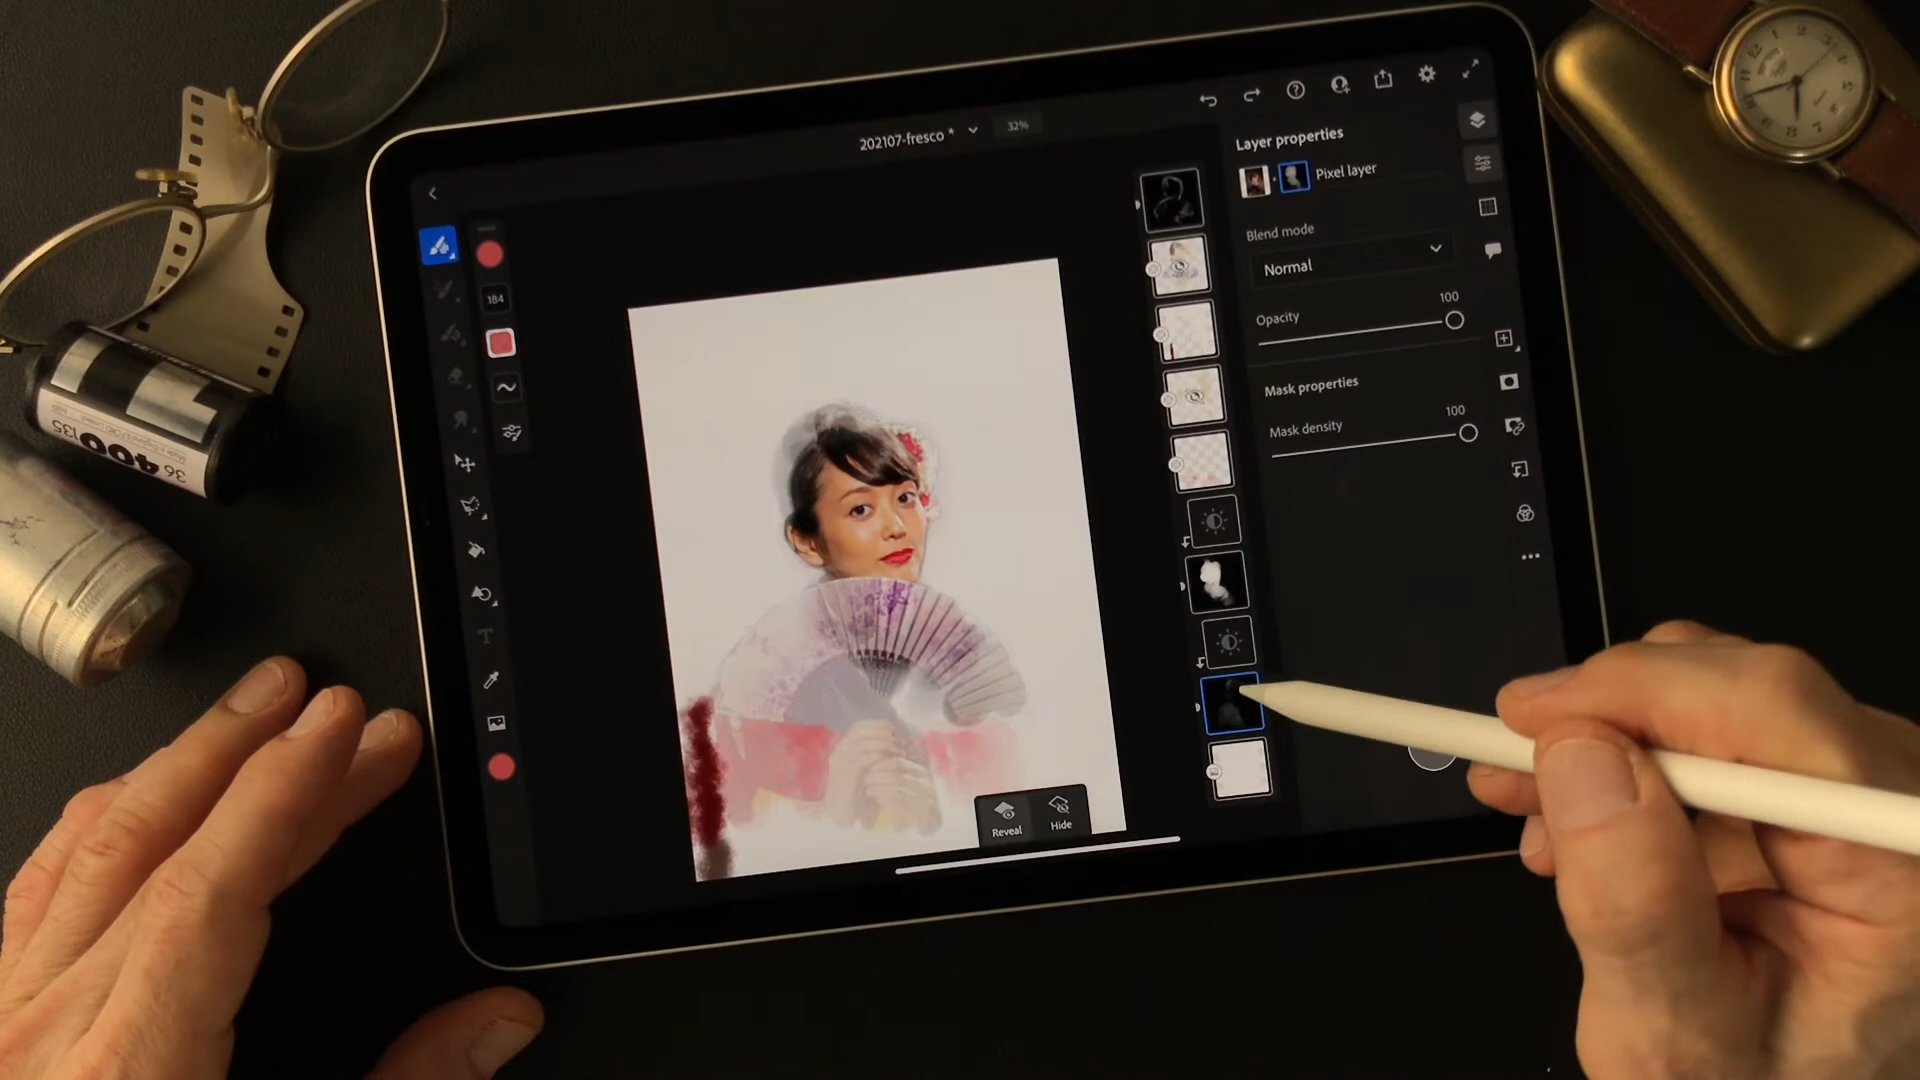 202107-fresco *
32%
184
Layer properties
Pixel layer
Blend mode
Normal
100
Opacity
Mask properties
100
Mask density
Reveal
Hide
400
36
135